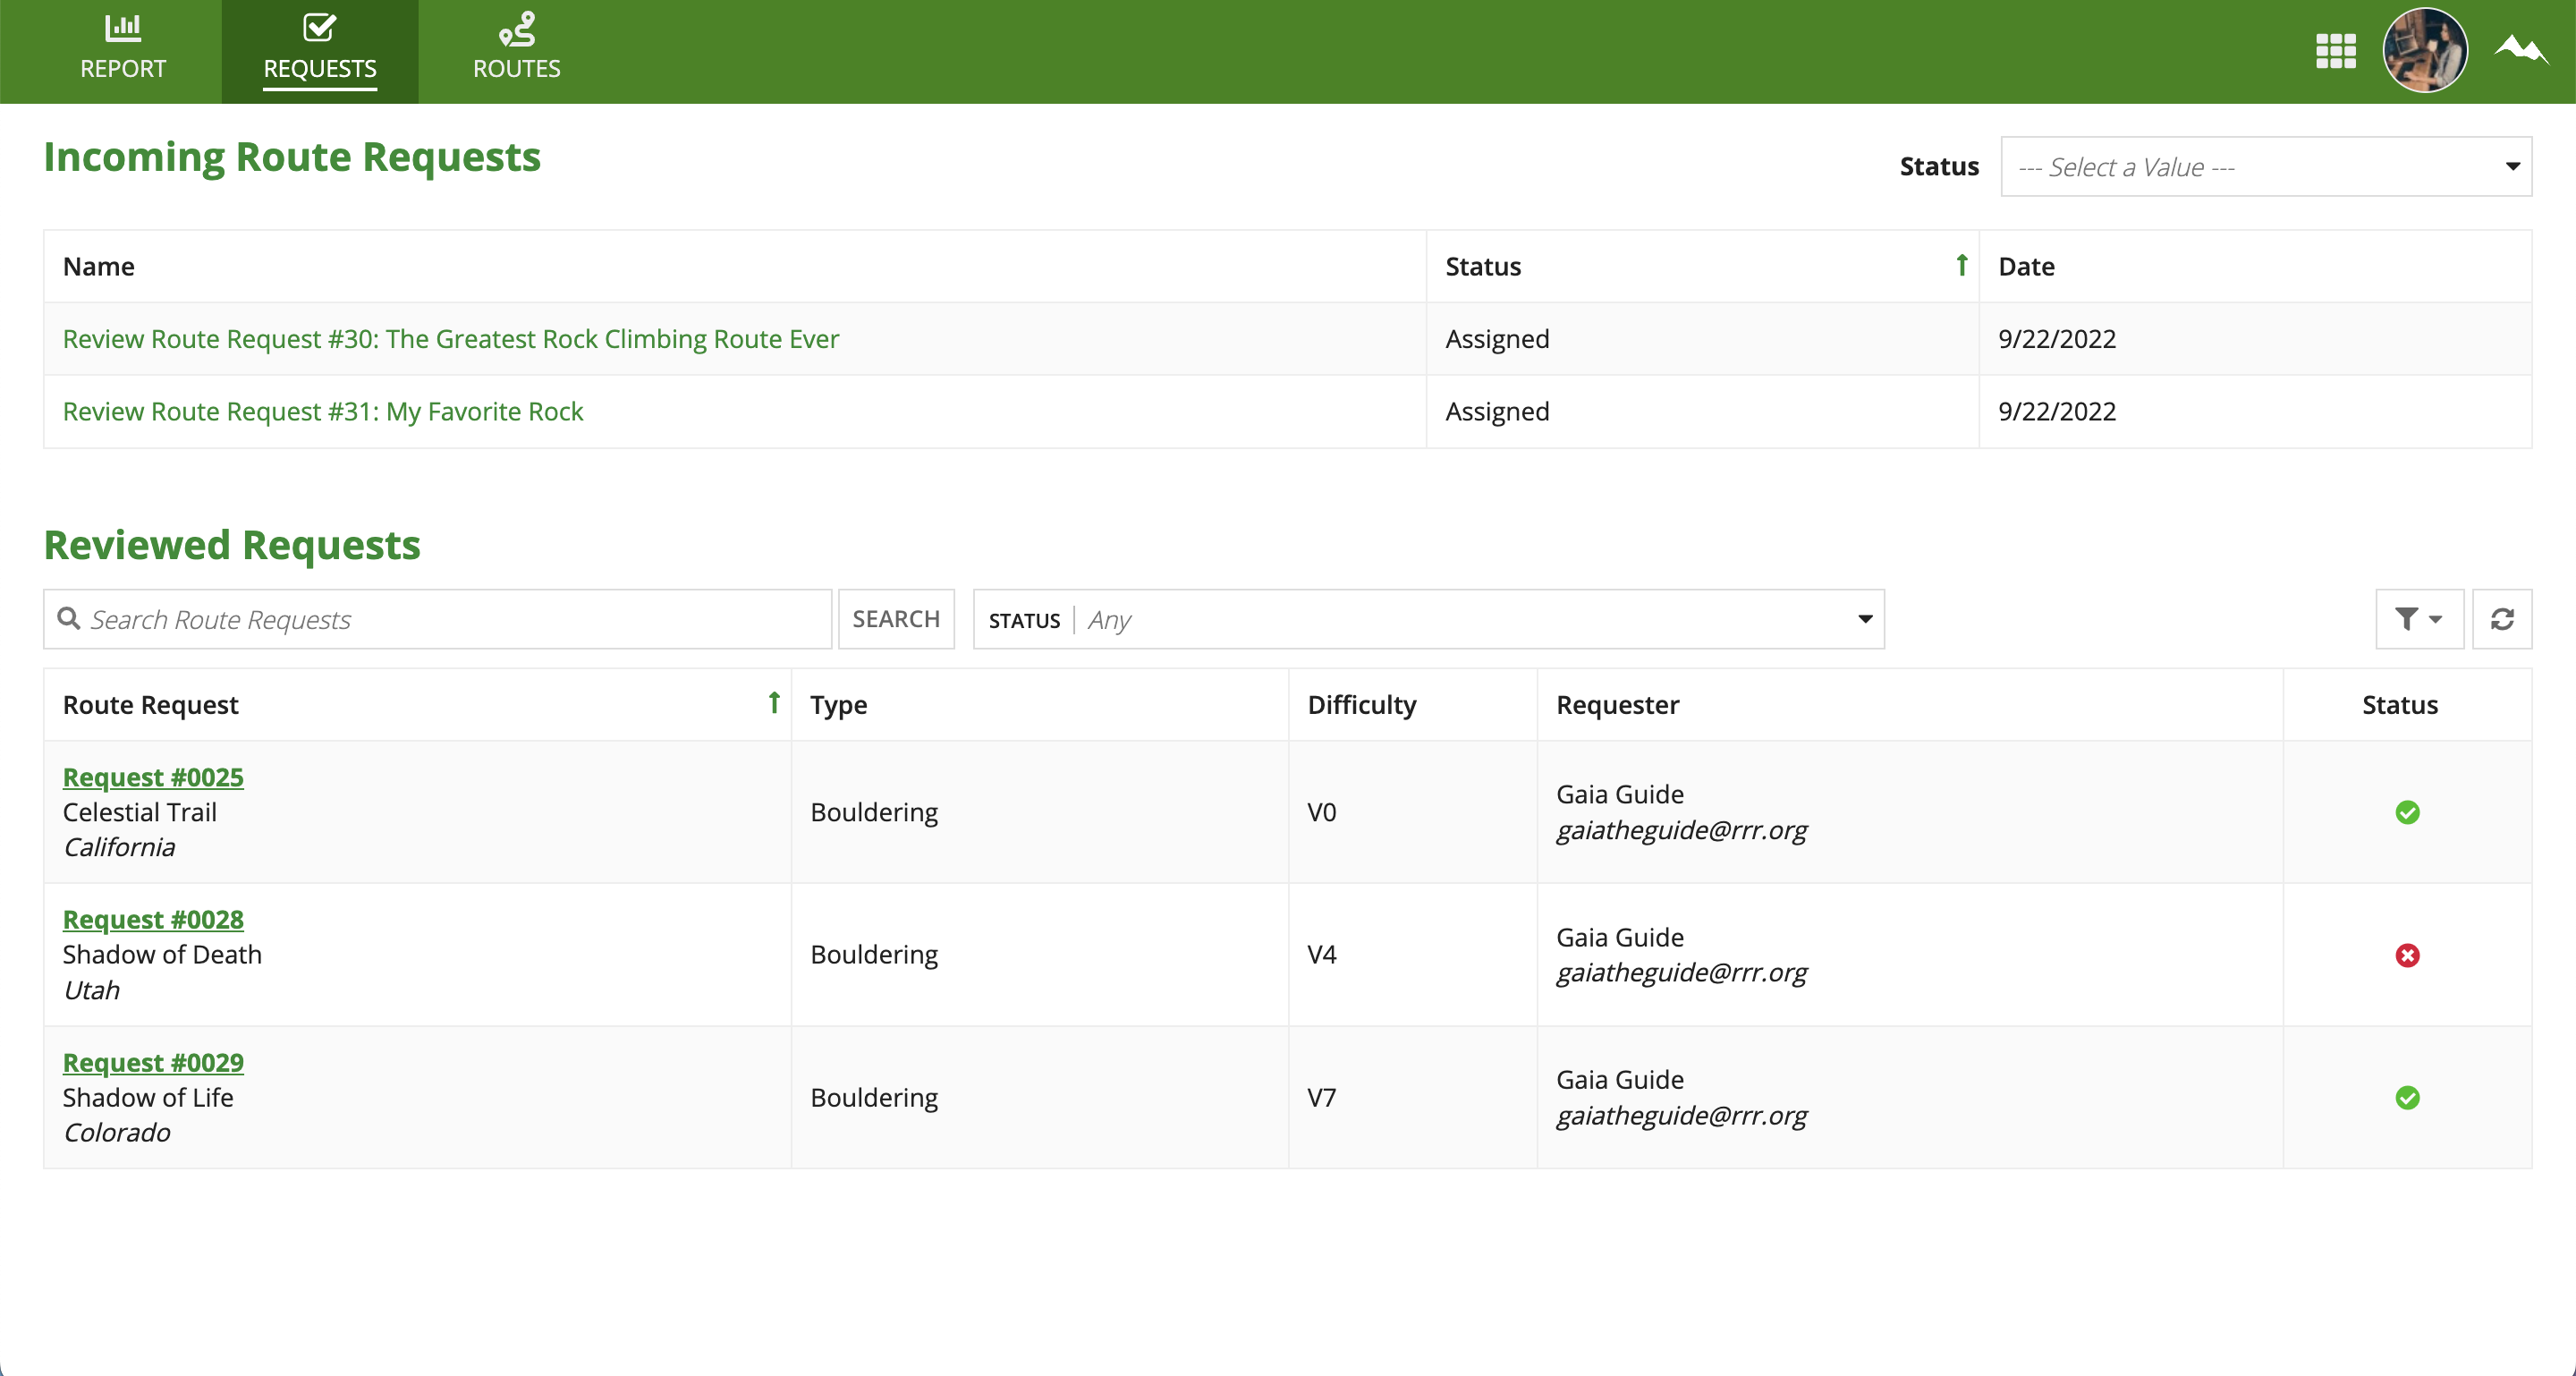 REPORT
REQUESTS
ROUTES
Incoming Route Requests
Status
--- Select a Value ---
Name
Status
Date
Review Route Request #30: The Greatest Rock Climbing Route Ever
Assigned
9/22/2022
Review Route Request #31: My Favorite Rock
Assigned
9/22/2022
Reviewed Requests
Search Route Requests
SEARCH
STATUS
Any
Route Request
Type
Difficulty
Requester
Status
Request #0025
Celestial Trail
California
Bouldering
V0
Gaia Guide
gaiatheguide@rrr.org
Request #0028
Shadow of Death
Utah
Bouldering
V4
Gaia Guide
gaiatheguide@rrr.org
Request #0029
Shadow of Life
Colorado
Bouldering
V7
Gaia Guide
gaiatheguide@rrr.org